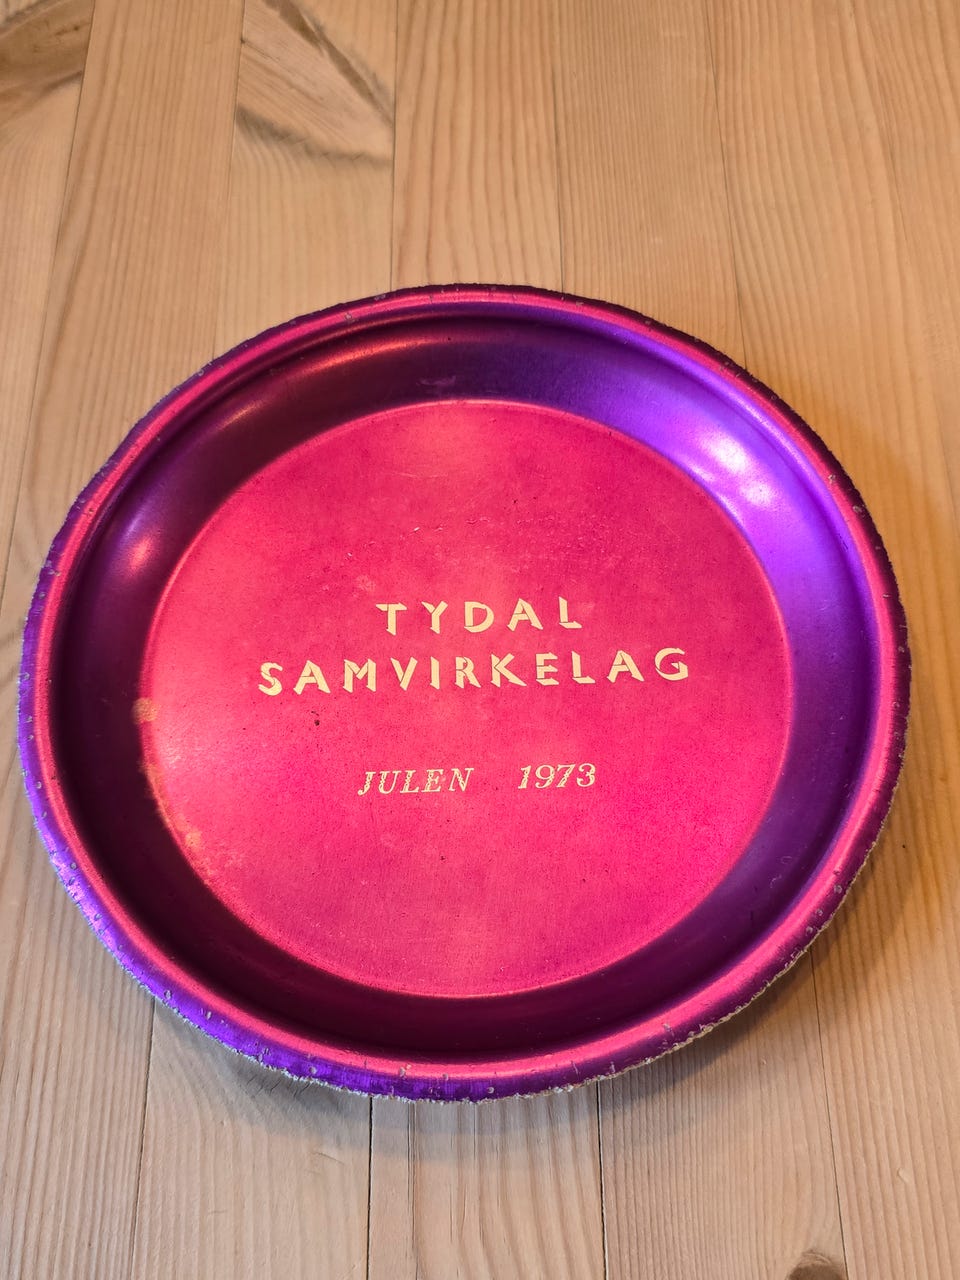 TYDAL
SAMVIRKELAG
JULEN 1973